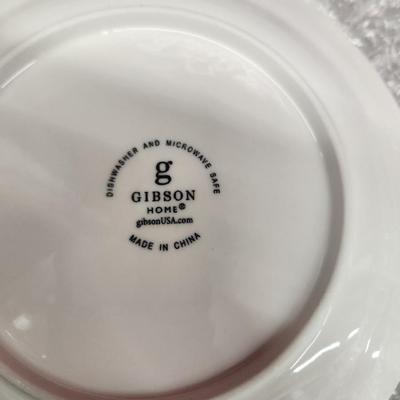 DISHWASHER AND MICROWAVE SAFE
g
GIBSON
HOME®
gibsonUSA.com
MADE IN CHINA